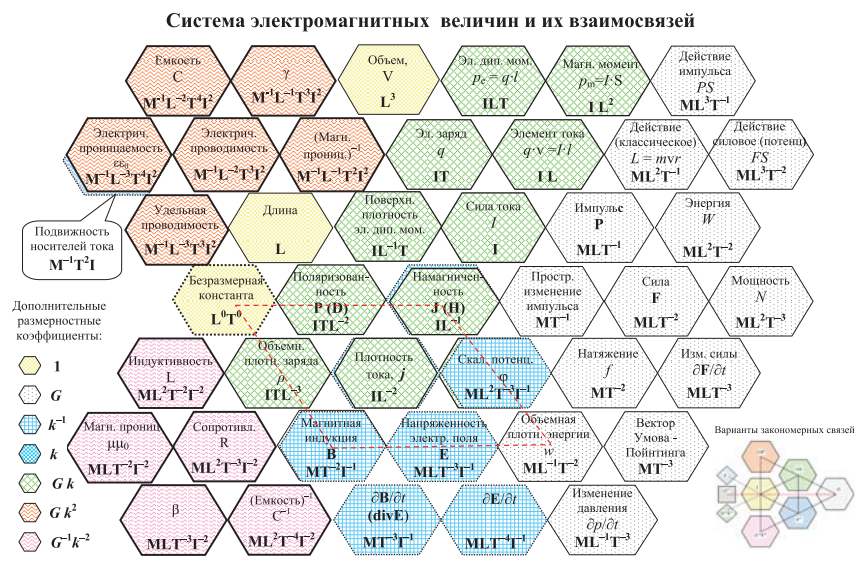 Система электромагнитных величин и их взаимосвязей
Емкость
C
M⁻¹L⁻²T⁴I²
γ
M⁻¹L⁻¹T³I²
Объем,
V
L³
Эл. дип. мом.
pₑ = q·l
ILT
Магн. момент
pₘ=I·S
I L²
Действие
импульса
PS
ML³T⁻¹
Электрич.
проницаемость
εε₀
M⁻¹L⁻³T⁴I²
Электрич.
проводимость
M⁻¹L⁻²T³I²
(Магн.
прониц.)⁻¹
M⁻¹L⁻¹T²I²
Эл. заряд
q
IT
Элемент тока
q·v =I·l
I L
Действие
(классическое)
L = mvr
ML²T⁻¹
Действие
силовое (потенц)
FS
ML³T⁻²
Подвижность
носителей тока
M⁻¹T²I
Удельная
проводимость
M⁻¹L⁻³T³I²
Длина
L
Поверхн.
плотность
эл. дип. мом.
IL⁻¹T
Сила тока
I
I
Импульс
P
MLT⁻¹
Энергия
W
ML²T⁻²
Безразмерная
константа
L⁰T⁰
Поляризован-
ность
P (D)
ITL⁻²
Намагничен-
ность
J (H)
IL⁻¹
Простр.
изменение
импульса
MT⁻¹
Сила
F
MLT⁻²
Мощность
N
ML²T⁻³
Дополнительные
размерностные
коэффициенты:
1
G
k⁻¹
k
G k
G k²
G⁻¹k⁻²
Индуктивность
L
ML²T⁻²I⁻²
Объемн.
плотн. заряда
ρ
ITL⁻³
Плотность
тока, j
IL⁻²
Скал. потенц.
φ
ML²T⁻³I⁻¹
Натяжение
f
MT⁻²
Изм. силы
∂F/∂t
MLT⁻³
Магн. прониц.
μμ₀
MLT⁻²I⁻²
Сопротивл.
R
ML²T⁻³I⁻²
Магнитная
индукция
B
MT⁻²I⁻¹
Напряженность
электр. поля
E
MLT⁻³I⁻¹
Объемная
плотн. энергии
w
ML⁻¹T⁻²
Вектор
Умова -
Пойнтинга
MT⁻³
β
MLT⁻³I⁻²
(Емкость)⁻¹
C⁻¹
ML²T⁻⁴I⁻²
∂B/∂t
(divE)
MT⁻³I⁻¹
∂E/∂t
MLT⁻⁴I⁻¹
Изменение
давления
∂p/∂t
ML⁻¹T⁻³
Варианты закономерных связей